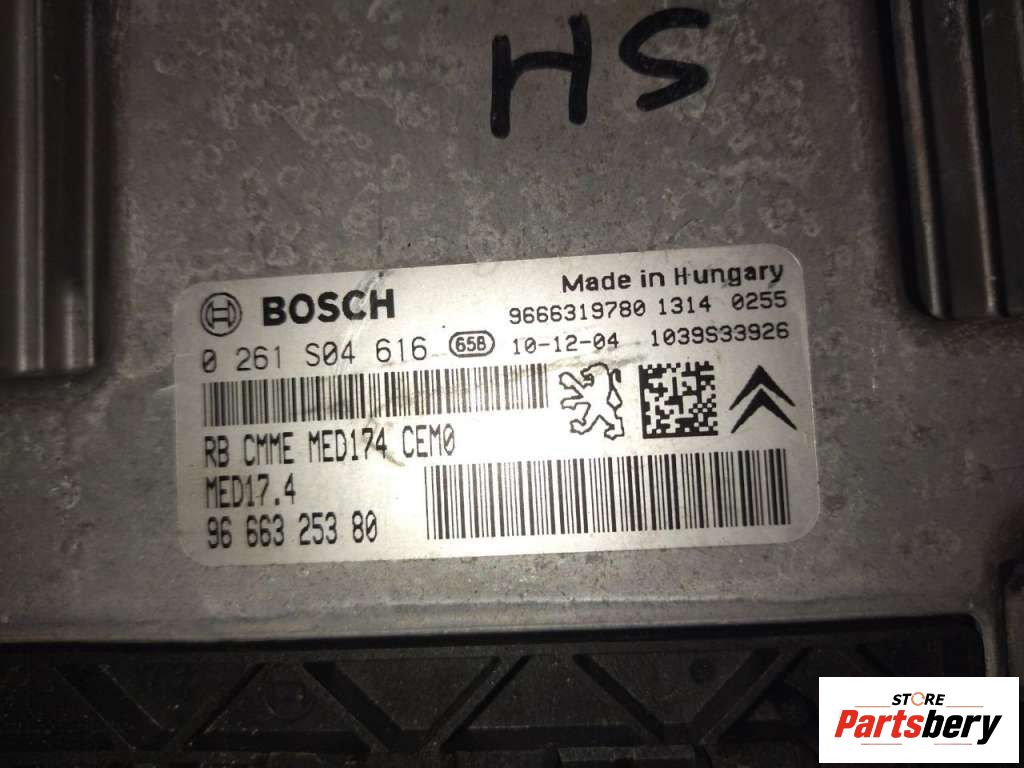 HS
BOSCH
Made in Hungary
9666319780 1314 0255
0 261 S04 616 65B 10-12-04 1039S33926
RB CMME MED174 CEM0
MED17.4
96 663 253 80
STORE
Partsbery